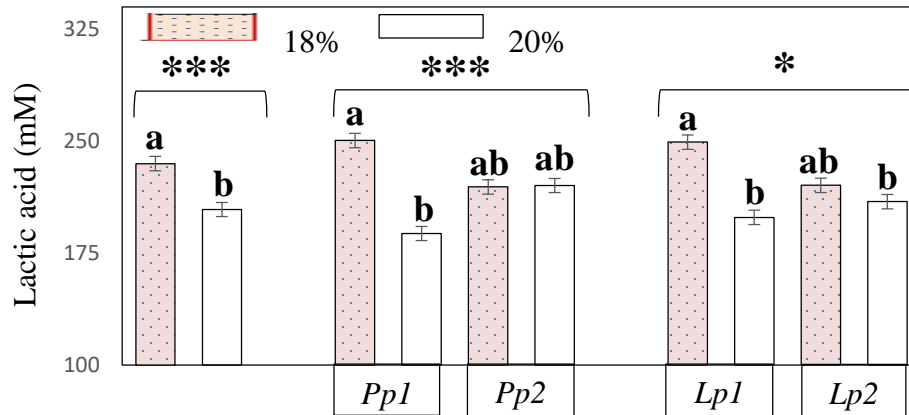 325
18%
20%
***
***
*
Lactic acid (mM)
250
a
b
a
b
ab
ab
a
b
ab
b
175
100
Pp1
Pp2
Lp1
Lp2